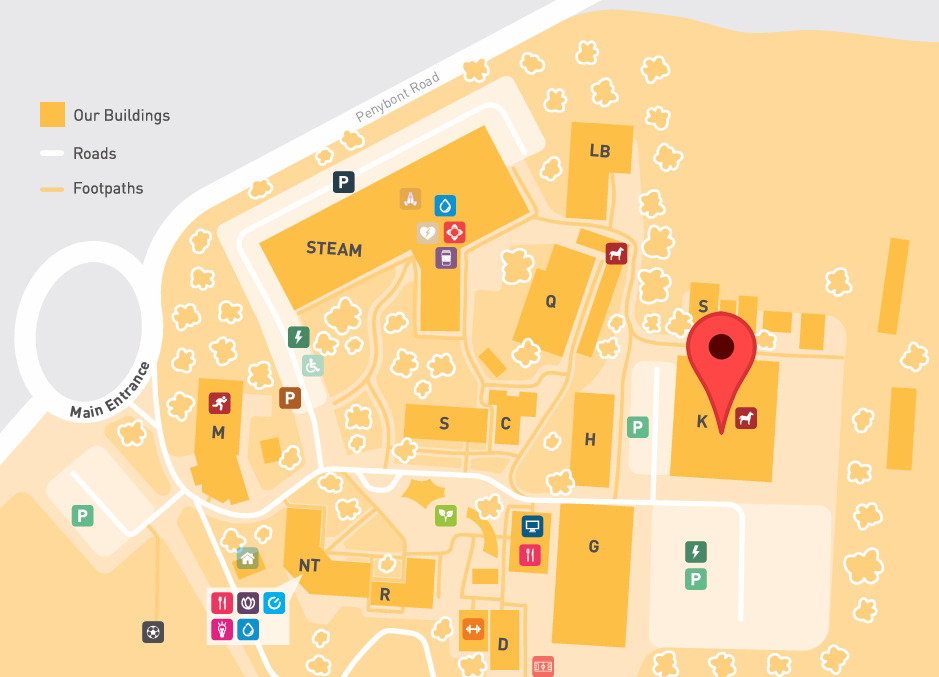 Penybont Road
Our Buildings
Roads
Footpaths
LB
P
STEAM
Q
S
Main Entrance
P
M
S
C
H
P
K
P
G
NT
P
R
D